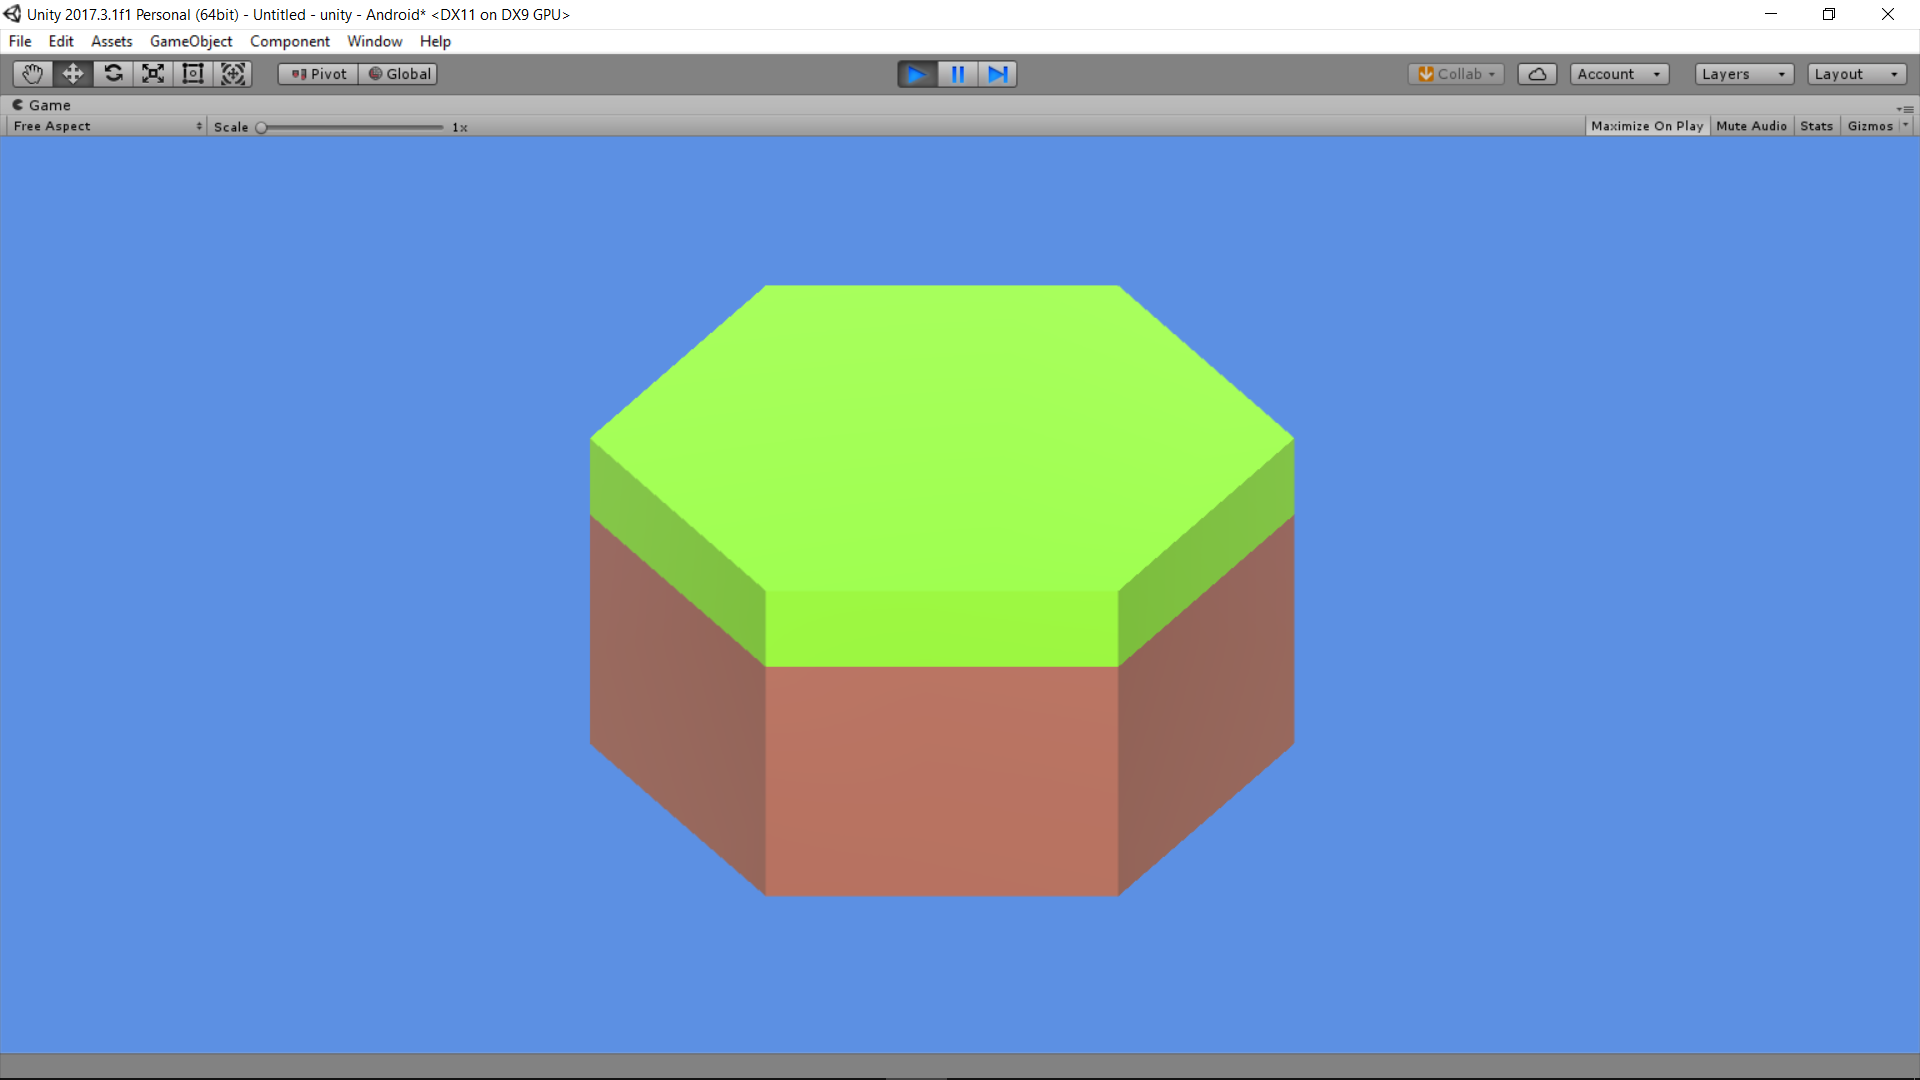 Unity 2017.3.1f1 Personal (64bit) - Untitled - unity - Android* <DX11 on DX9 GPU>
File Edit Assets GameObject Component Window Help
Pivot Global Collab Account Layers Layout
Game
Free Aspect Scale 1x Maximize On Play Mute Audio Stats Gizmos